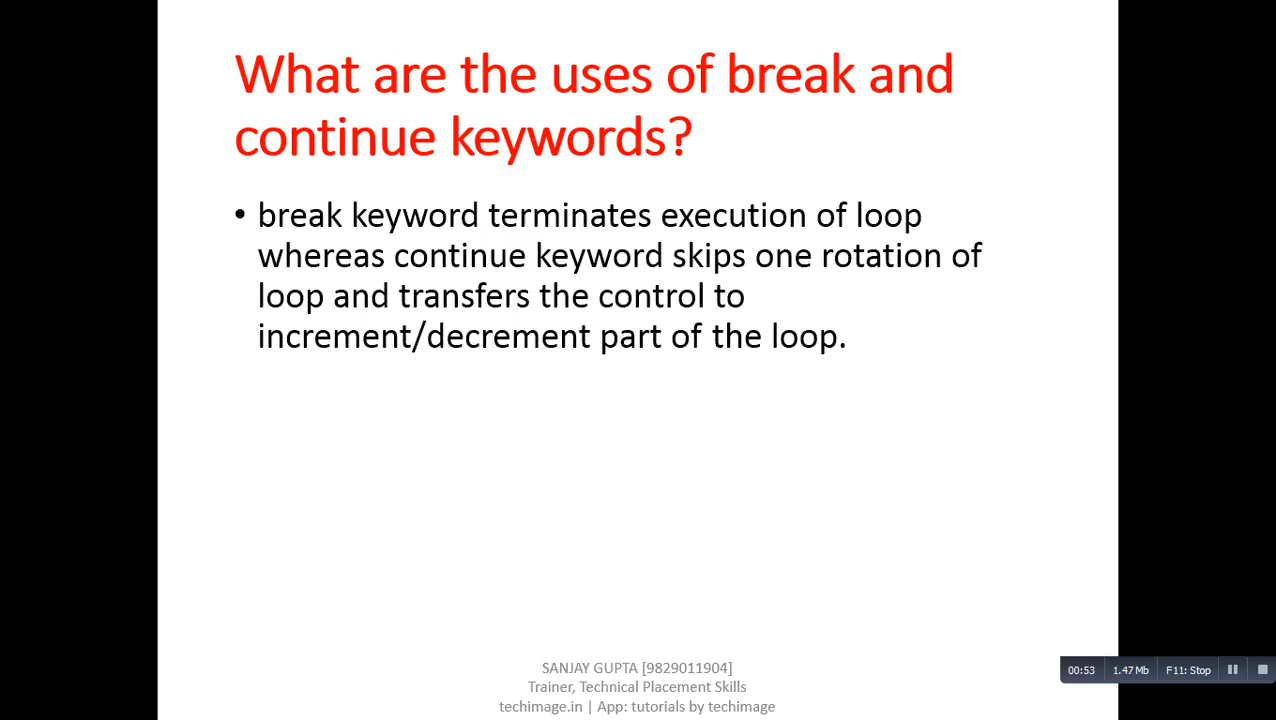 What are the uses of break and
continue keywords?
• break keyword terminates execution of loop
whereas continue keyword skips one rotation of
loop and transfers the control to
increment/decrement part of the loop.
SANJAY GUPTA [9829011904]
Trainer, Technical Placement Skills
techimage.in | App: tutorials by techimage
00:53 1.47 Mb F11: Stop